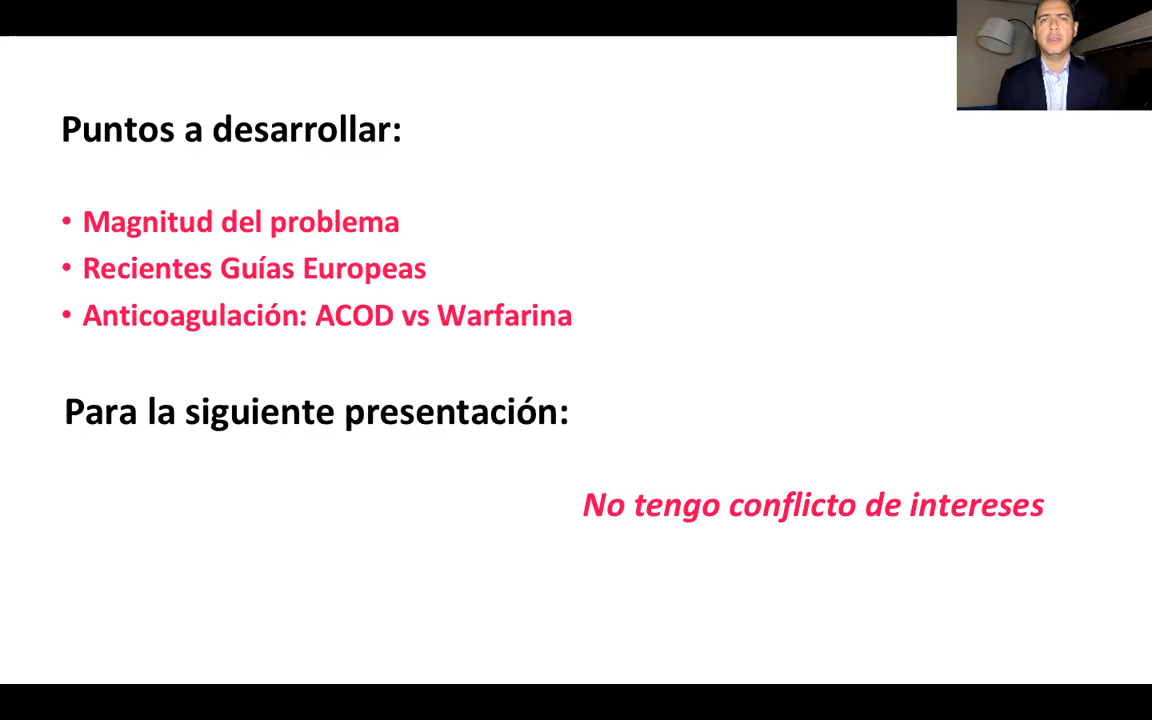 Puntos a desarrollar:
• Magnitud del problema
• Recientes Guías Europeas
• Anticoagulación: ACOD vs Warfarina
Para la siguiente presentación:
No tengo conflicto de intereses